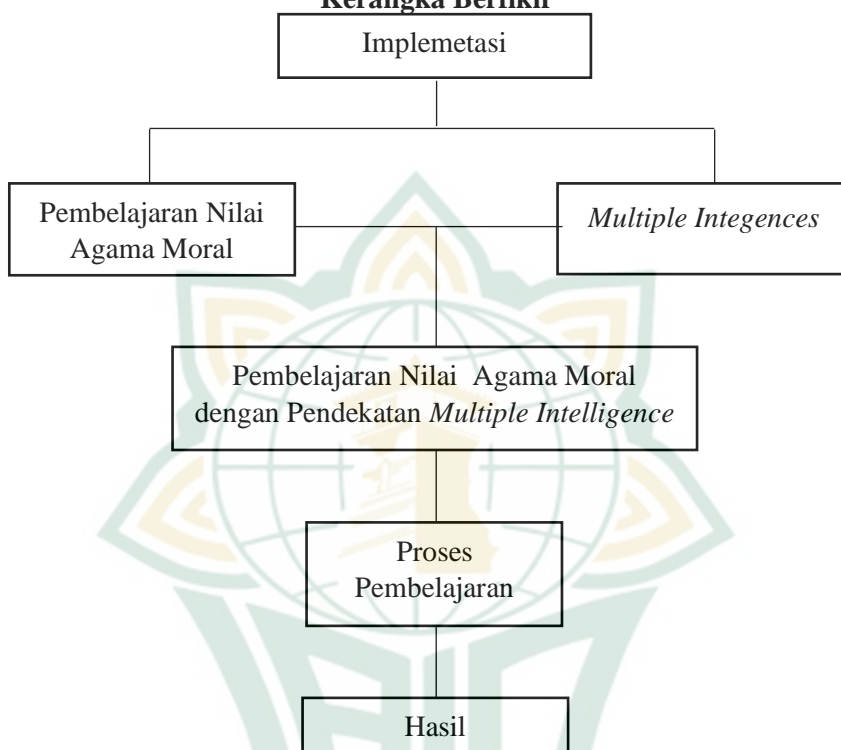 Kerangka Berfikir
Implemetasi
Pembelajaran Nilai
Agama Moral
Multiple Integences
Pembelajaran Nilai Agama Moral
dengan Pendekatan Multiple Intelligence
Proses
Pembelajaran
Hasil